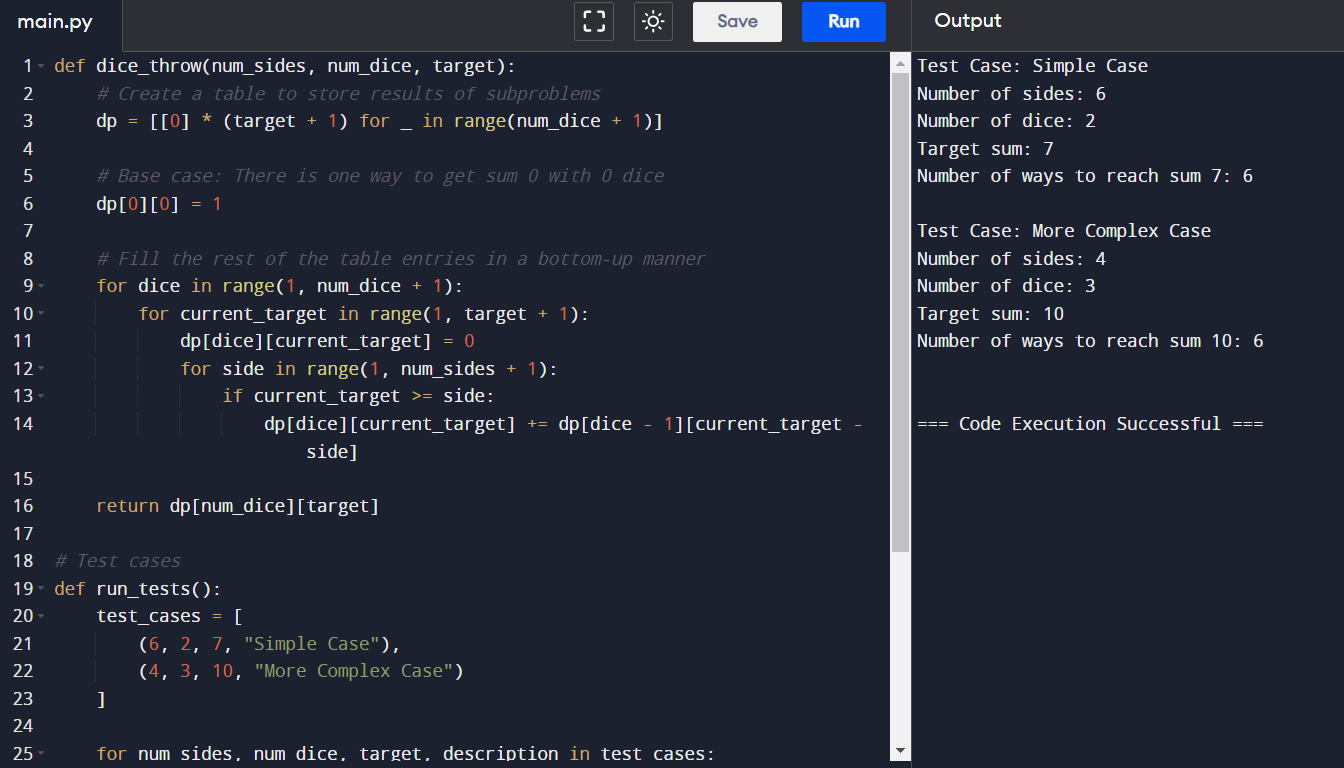 main.py
Save
Run
Output
1 def dice_throw(num_sides, num_dice, target):
2     # Create a table to store results of subproblems
3     dp = [[0] * (target + 1) for _ in range(num_dice + 1)]
4
5     # Base case: There is one way to get sum 0 with 0 dice
6     dp[0][0] = 1
7
8     # Fill the rest of the table entries in a bottom-up manner
9     for dice in range(1, num_dice + 1):
10         for current_target in range(1, target + 1):
11             dp[dice][current_target] = 0
12             for side in range(1, num_sides + 1):
13                 if current_target >= side:
14                     dp[dice][current_target] += dp[dice - 1][current_target -
                        side]
15
16     return dp[num_dice][target]
17
18 # Test cases
19 def run_tests():
20     test_cases = [
21         (6, 2, 7, "Simple Case"),
22         (4, 3, 10, "More Complex Case")
23     ]
24
25     for num_sides, num_dice, target, description in test_cases:
Test Case: Simple Case
Number of sides: 6
Number of dice: 2
Target sum: 7
Number of ways to reach sum 7: 6

Test Case: More Complex Case
Number of sides: 4
Number of dice: 3
Target sum: 10
Number of ways to reach sum 10: 6

=== Code Execution Successful ===